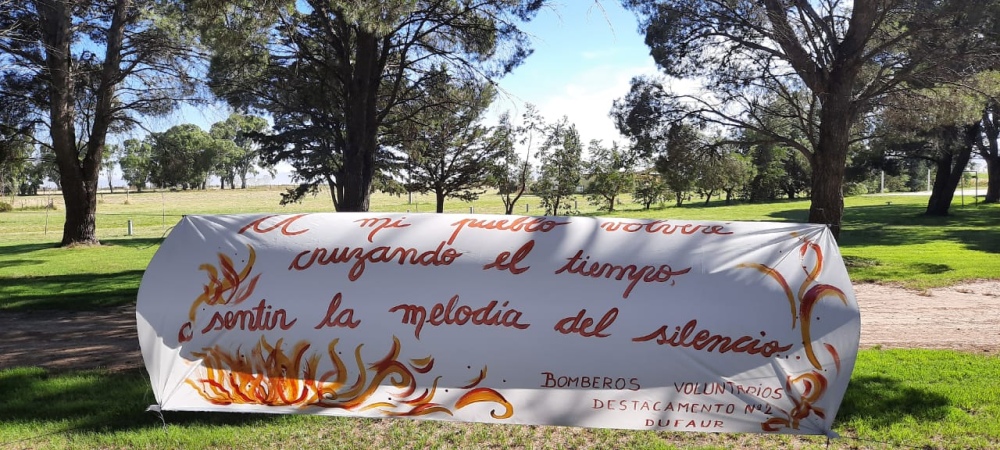 A mi pueblo volveré
cruzando el tiempo,
a sentir la melodía del silencio
BOMBEROS VOLUNTARIOS
DESTACAMENTO Nº2
DUFAUR